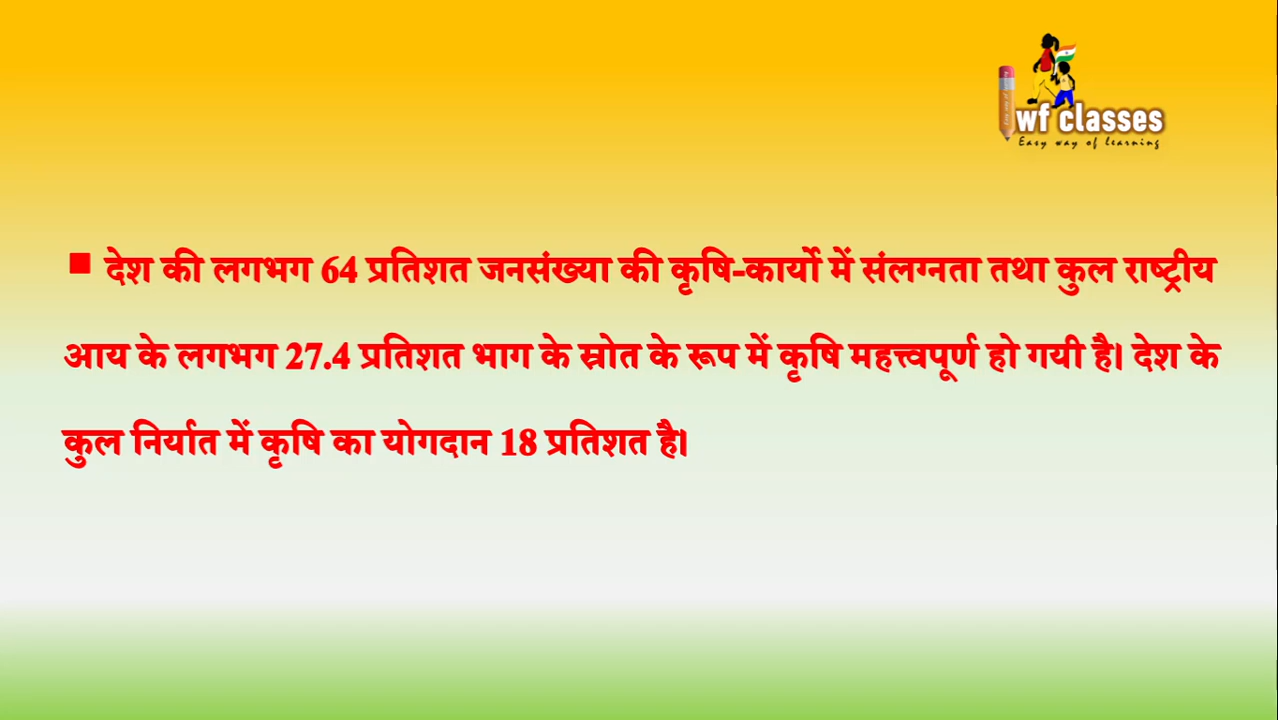 wf classes
Easy way of learning
▪ देश की लगभग 64 प्रतिशत जनसंख्या की कृषि-कार्यो में संलग्नता तथा कुल राष्ट्रीय
आय के लगभग 27.4 प्रतिशत भाग के स्रोत के रूप में कृषि महत्त्वपूर्ण हो गयी है। देश के
कुल निर्यात में कृषि का योगदान 18 प्रतिशत है।